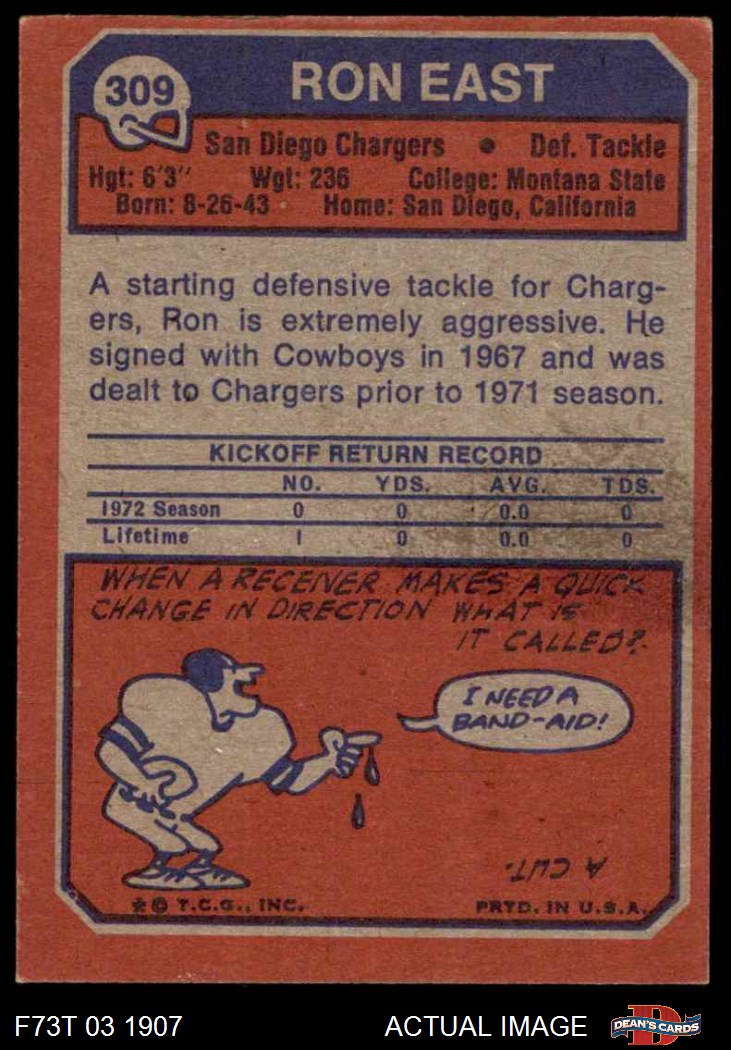 309
RON EAST
San Diego Chargers • Def. Tackle
Hgt: 6'3" Wgt: 236 College: Montana State
Born: 8-26-43 Home: San Diego, California
A starting defensive tackle for Charg-
ers, Ron is extremely aggressive. He
signed with Cowboys in 1967 and was
dealt to Chargers prior to 1971 season.
KICKOFF RETURN RECORD
NO. YDS. AVG. TDS.
1972 Season 0 0 0.0 0
Lifetime 1 0 0.0 0
WHEN A RECEIVER MAKES A QUICK
CHANGE IN DIRECTION WHAT IS
IT CALLED?
I NEED A
BAND-AID!
A CUT.
★ © T.C.G., INC. PRTD. IN U.S.A.
F73T 03 1907 ACTUAL IMAGE
D
DEAN'S CARDS